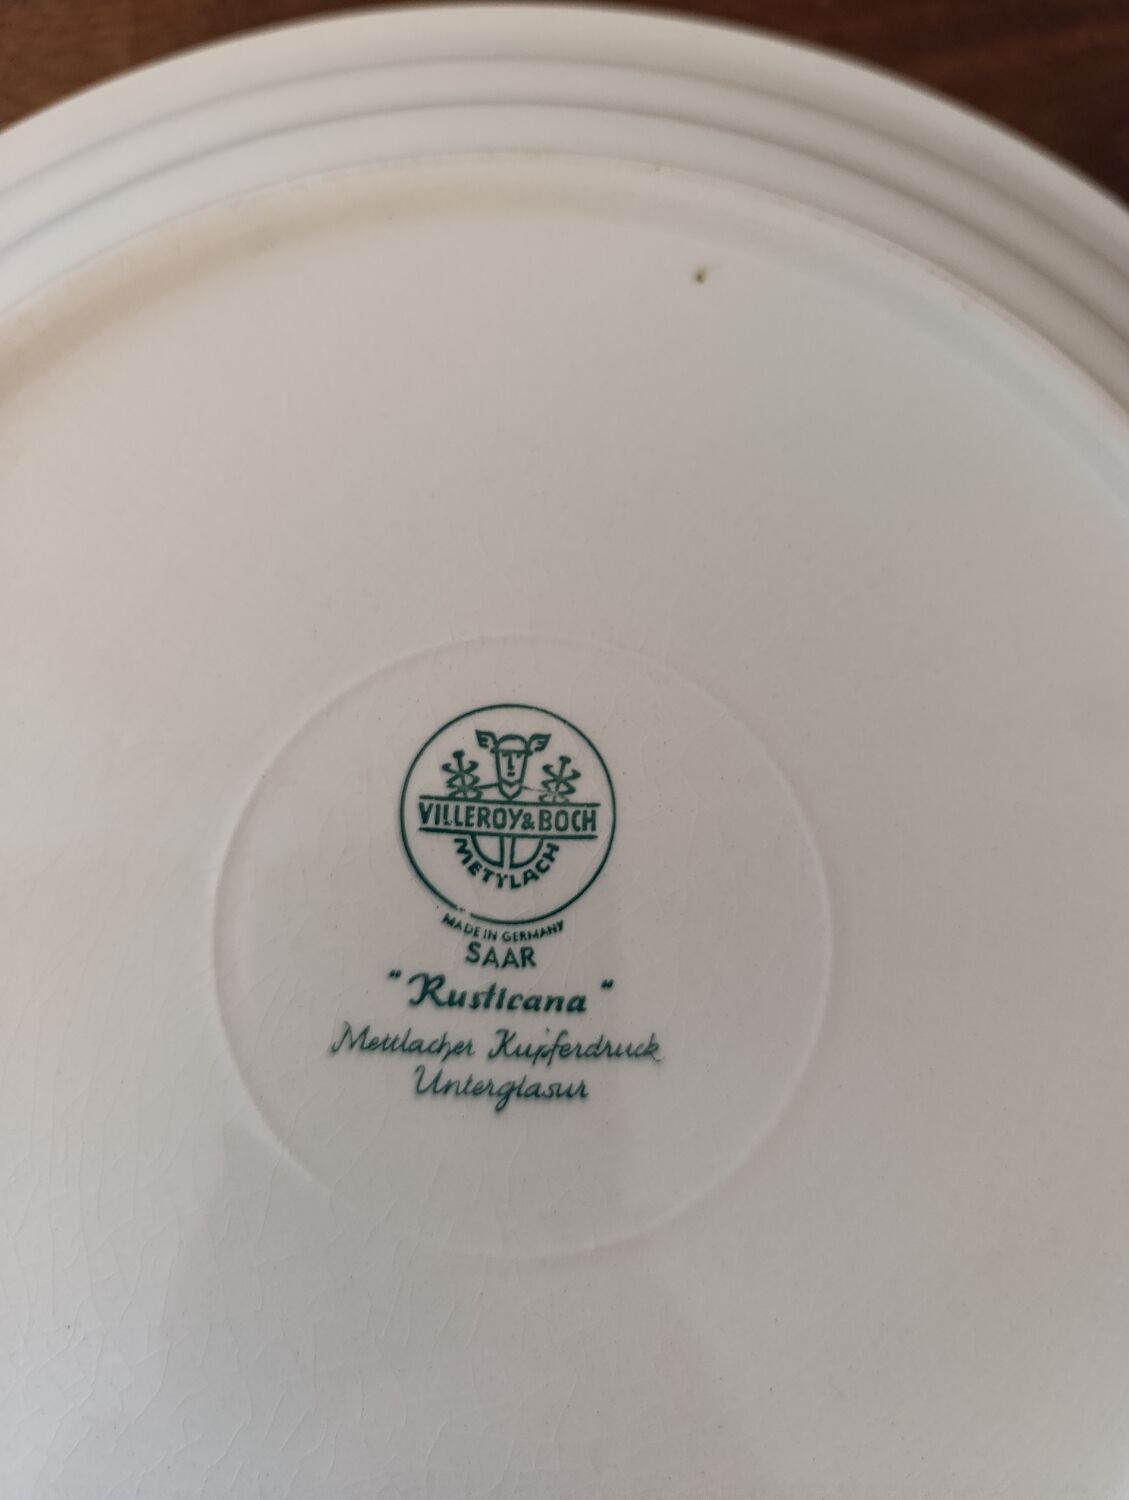 VILLEROY & BOCH
METTLACH
MADE IN GERMANY
SAAR
"Rusticana"
Mettlacher Kupferdruck
Unterglasur